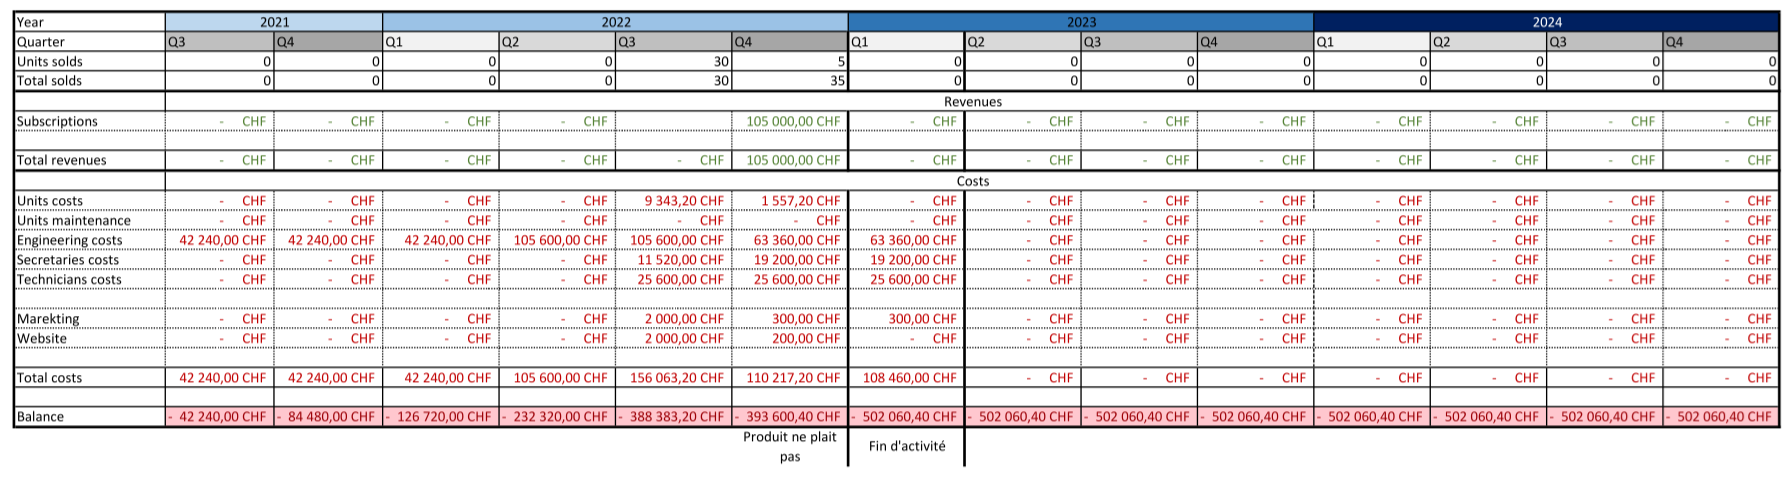 Year 2021 2022 2023 2024
Quarter Q3 Q4 Q1 Q2 Q3 Q4 Q1 Q2 Q3 Q4 Q1 Q2 Q3 Q4
Units solds 0 0 0 0 30 5 0 0 0 0 0 0 0 0
Total solds 0 0 0 0 30 35 0 0 0 0 0 0 0 0
Revenues
Subscriptions - CHF - CHF - CHF - CHF 105 000,00 CHF - CHF - CHF - CHF - CHF - CHF - CHF - CHF - CHF
Total revenues - CHF - CHF - CHF - CHF - CHF 105 000,00 CHF - CHF - CHF - CHF - CHF - CHF - CHF - CHF - CHF
Costs
Units costs - CHF - CHF - CHF - CHF 9 343,20 CHF 1 557,20 CHF - CHF - CHF - CHF - CHF - CHF - CHF - CHF - CHF
Units maintenance - CHF - CHF - CHF - CHF - CHF - CHF - CHF - CHF - CHF - CHF - CHF - CHF - CHF - CHF
Engineering costs 42 240,00 CHF 42 240,00 CHF 42 240,00 CHF 105 600,00 CHF 105 600,00 CHF 63 360,00 CHF 63 360,00 CHF - CHF - CHF - CHF - CHF - CHF - CHF - CHF
Secretaries costs - CHF - CHF - CHF - CHF 11 520,00 CHF 19 200,00 CHF 19 200,00 CHF - CHF - CHF - CHF - CHF - CHF - CHF - CHF
Technicians costs - CHF - CHF - CHF - CHF 25 600,00 CHF 25 600,00 CHF 25 600,00 CHF - CHF - CHF - CHF - CHF - CHF - CHF - CHF
Marekting - CHF - CHF - CHF - CHF 2 000,00 CHF 300,00 CHF 300,00 CHF - CHF - CHF - CHF - CHF - CHF - CHF - CHF
Website - CHF - CHF - CHF - CHF 2 000,00 CHF 200,00 CHF - CHF - CHF - CHF - CHF - CHF - CHF - CHF - CHF
Total costs 42 240,00 CHF 42 240,00 CHF 42 240,00 CHF 105 600,00 CHF 156 063,20 CHF 110 217,20 CHF 108 460,00 CHF - CHF - CHF - CHF - CHF - CHF - CHF - CHF
Balance - 42 240,00 CHF - 84 480,00 CHF - 126 720,00 CHF - 232 320,00 CHF - 388 383,20 CHF - 393 600,40 CHF - 502 060,40 CHF - 502 060,40 CHF - 502 060,40 CHF - 502 060,40 CHF - 502 060,40 CHF - 502 060,40 CHF - 502 060,40 CHF - 502 060,40 CHF
Produit ne plait
pas
Fin d'activité